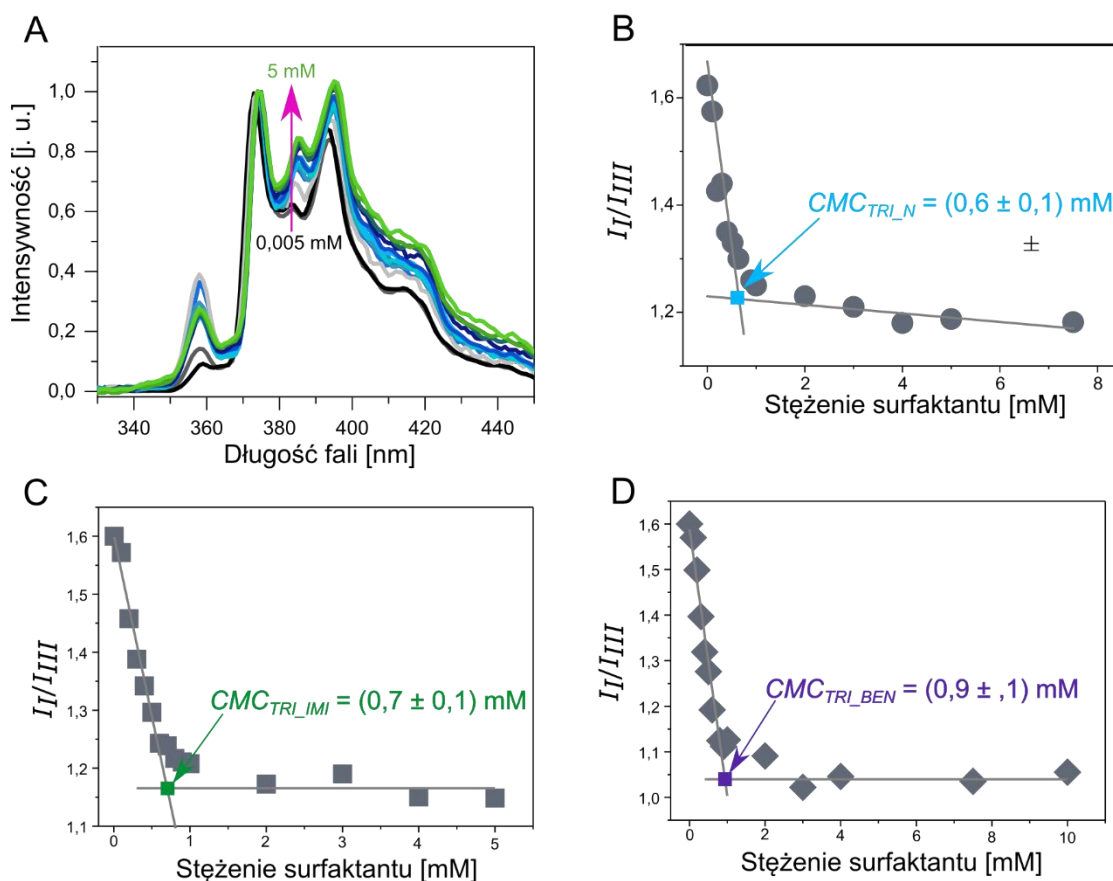 A
5 mM
0,005 mM
1,0
0,8
0,6
0,4
0,2
0,0
340 360 380 400 420 440
Intensywność [j. u.]
Długość fali [nm]
B
1,6
1,4
1,2
0 2 4 6 8
I_I/I_III
CMC_TRI_N = (0,6 ± 0,1) mM
±
Stężenie surfaktantu [mM]
C
1,6
1,5
1,4
1,3
1,2
1,1
0 1 2 3 4 5
I_I/I_III
CMC_TRI_IMI = (0,7 ± 0,1) mM
Stężenie surfaktantu [mM]
D
1,6
1,5
1,4
1,3
1,2
1,1
1,0
0 2 4 6 8 10
I_I/I_III
CMC_TRI_BEN = (0,9 ± ,1) mM
Stężenie surfaktantu [mM]